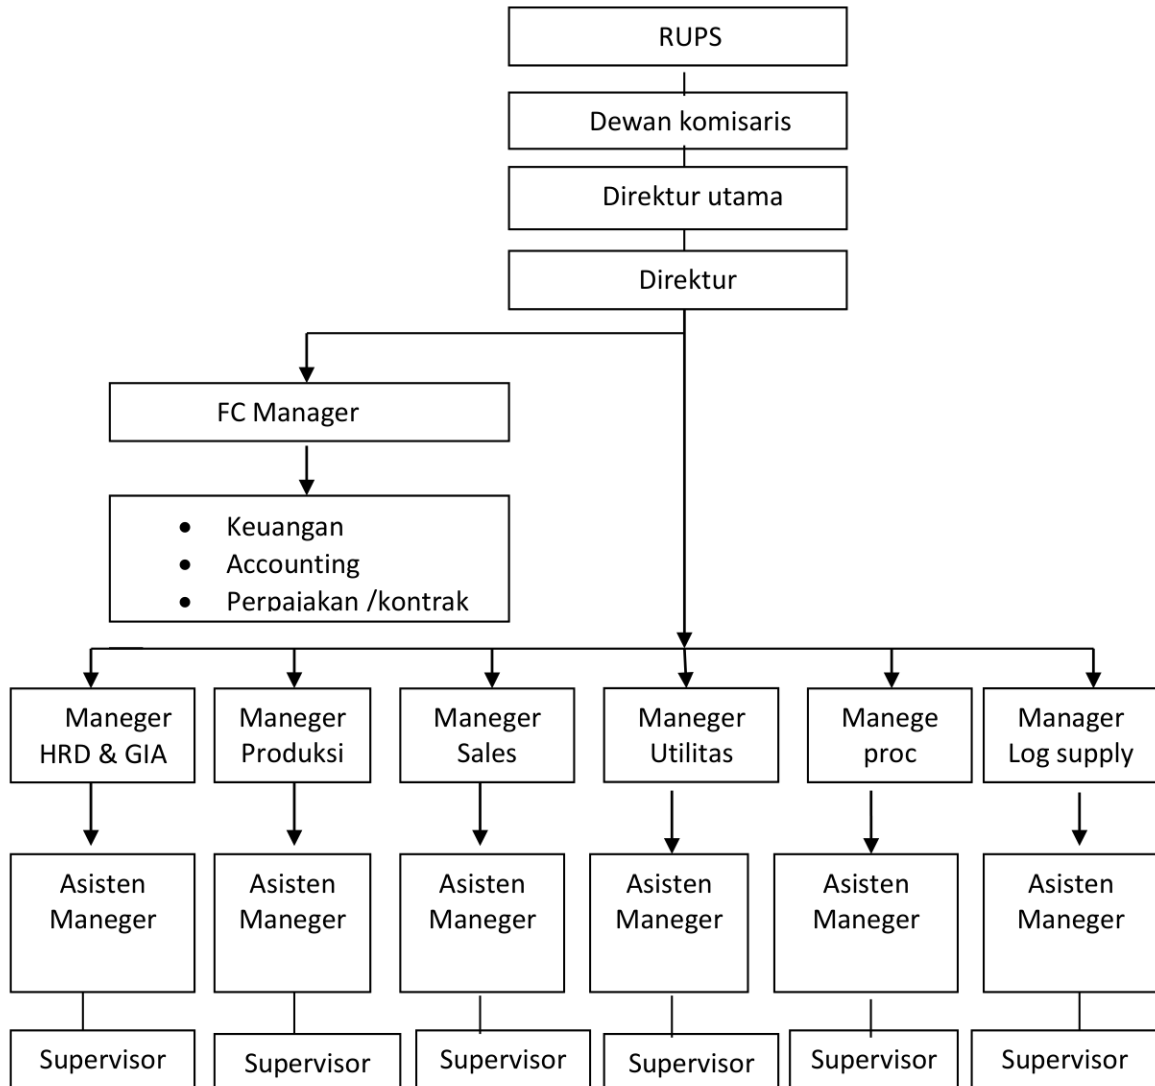 RUPS
Dewan komisaris
Direktur utama
Direktur
FC Manager
• Keuangan
• Accounting
• Perpajakan /kontrak
Maneger
HRD & GIA
Maneger
Produksi
Maneger
Sales
Maneger
Utilitas
Manege
proc
Manager
Log supply
Asisten
Maneger
Asisten
Maneger
Asisten
Maneger
Asisten
Maneger
Asisten
Maneger
Asisten
Maneger
Supervisor
Supervisor
Supervisor
Supervisor
Supervisor
Supervisor